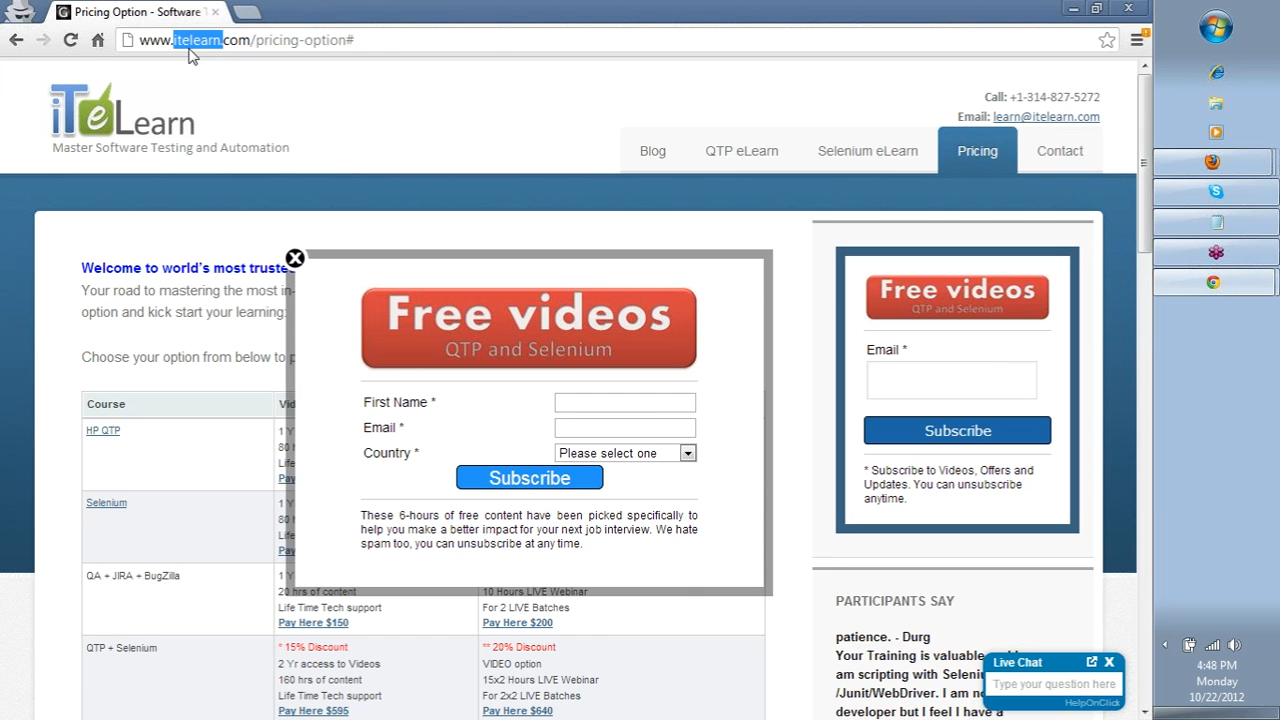 Pricing Option - Software
www.itelearn.com/pricing-option#
iTeLearn
Master Software Testing and Automation
Call: +1-314-827-5272
Email: learn@itelearn.com
Blog
QTP eLearn
Selenium eLearn
Pricing
Contact
Welcome to world's most
Your road to mastering the most
option and kick start your learning:
Choose your option from below to
Course
HP QTP
1
80
Life
Selenium
1
80
Life
QA + JIRA + BugZilla
20 hrs of content
Life Time Tech support
Pay Here $150
10 Hours LIVE Webinar
For 2 LIVE Batches
Pay Here $200
QTP + Selenium
* 15% Discount
2 Yr access to Videos
160 hrs of content
Life Time Tech support
Pay Here $595
** 20% Discount
VIDEO option
15x2 Hours LIVE Webinar
For 2x2 LIVE Batches
Pay Here $640
Free videos
QTP and Selenium
First Name *
Email *
Country *
Please select one
Subscribe
These 6-hours of free content have been picked specifically to
help you make a better impact for your next job interview. We hate
spam too, you can unsubscribe at any time.
Free videos
QTP and Selenium
Email *
Subscribe
* Subscribe to Videos, Offers and
Updates. You can unsubscribe
anytime.
PARTICIPANTS SAY
patience. - Durg
Your Training is valuable
am scripting with
/Junit/WebDriver. I am
developer but I feel I have a
Live Chat
Type your question here
HelpOnClick
4:48 PM
Monday
10/22/2012